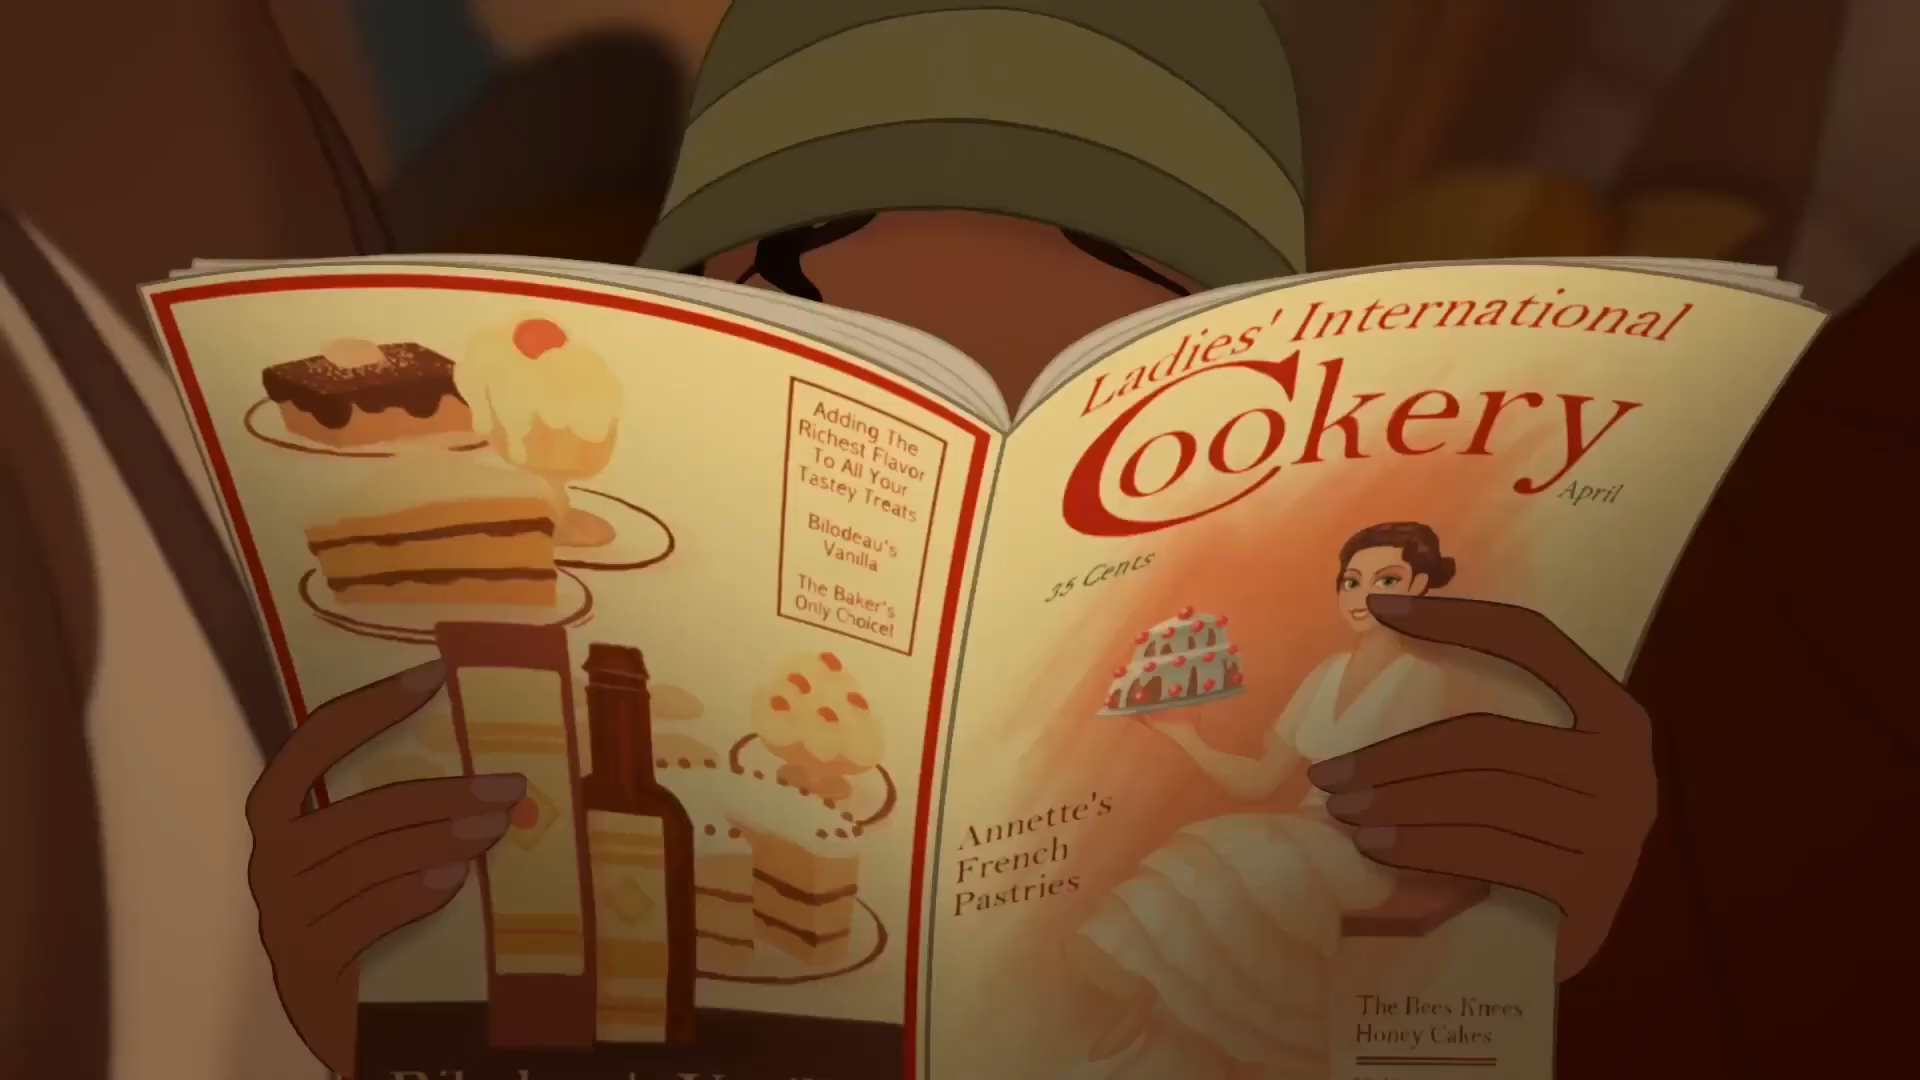 Adding The
Richest Flavor
To All Your
Tastey Treats
Bilodeau's
Vanilla
The Baker's
Only Choice!
Ladies' International
Cookery
April
35 Cents
Annette's
French
Pastries
The Bees Knees
Honey Cakes